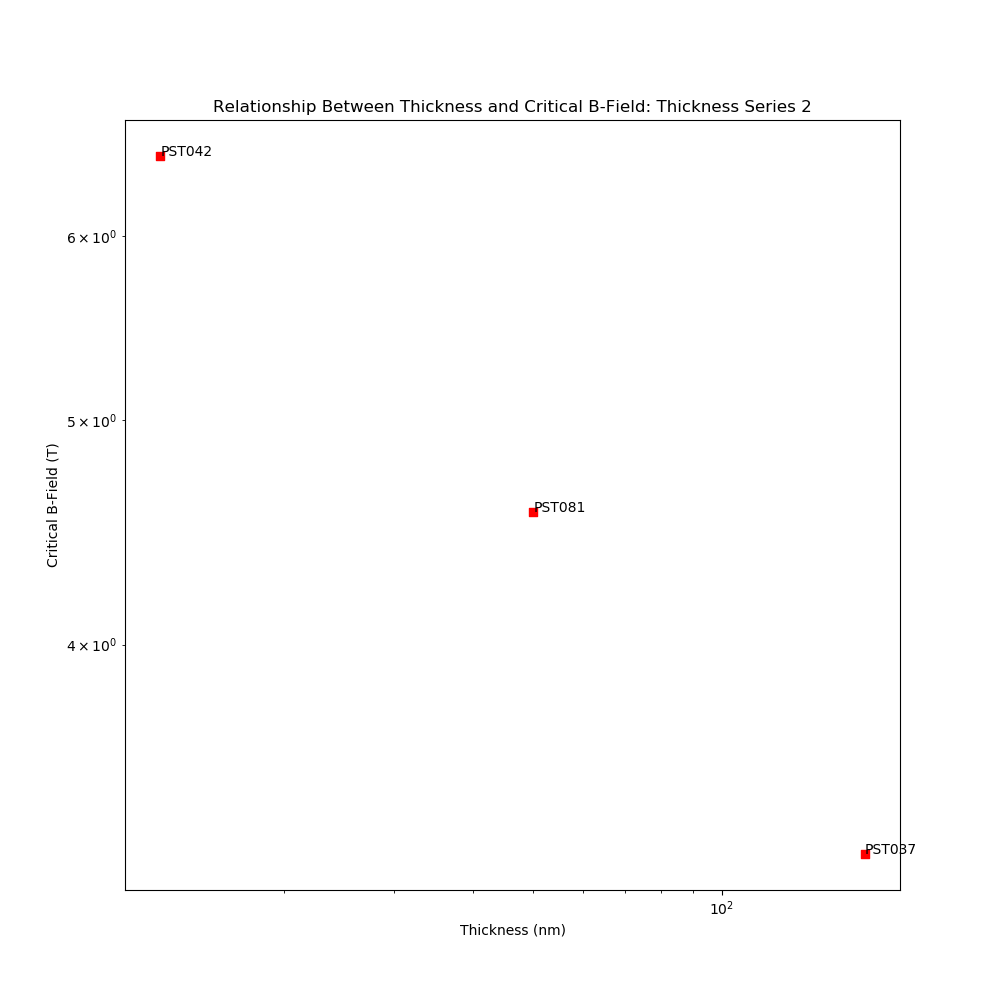 Relationship Between Thickness and Critical B-Field: Thickness Series 2
PST042
6 × 10⁰
5 × 10⁰
Critical B-Field (T)
PST081
4 × 10⁰
PST037
10²
Thickness (nm)